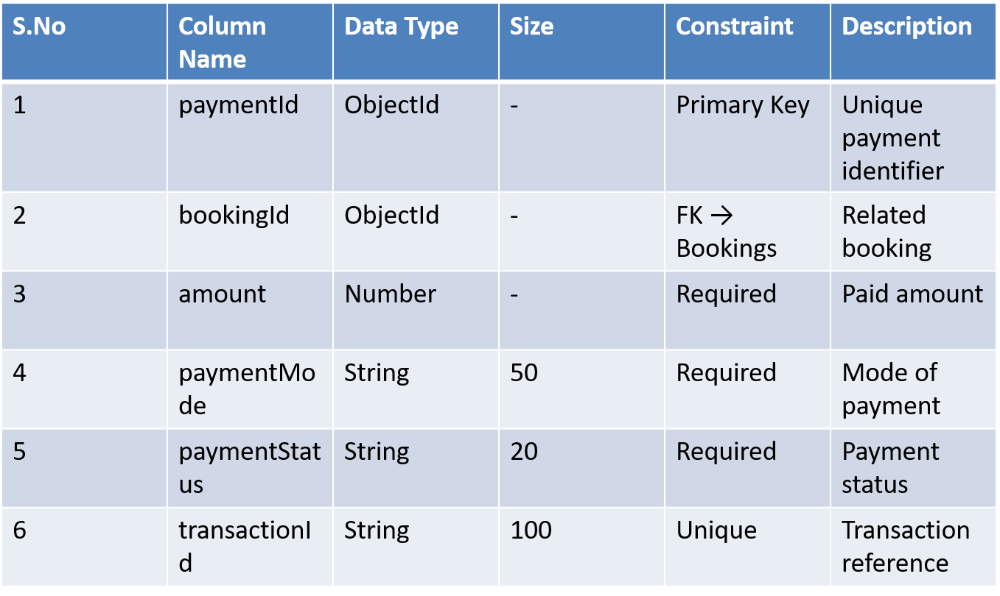 S.No Column Name Data Type Size Constraint Description
1 paymentId ObjectId - Primary Key Unique payment identifier
2 bookingId ObjectId - FK → Bookings Related booking
3 amount Number - Required Paid amount
4 paymentMode String 50 Required Mode of payment
5 paymentStatus String 20 Required Payment status
6 transactionId String 100 Unique Transaction reference